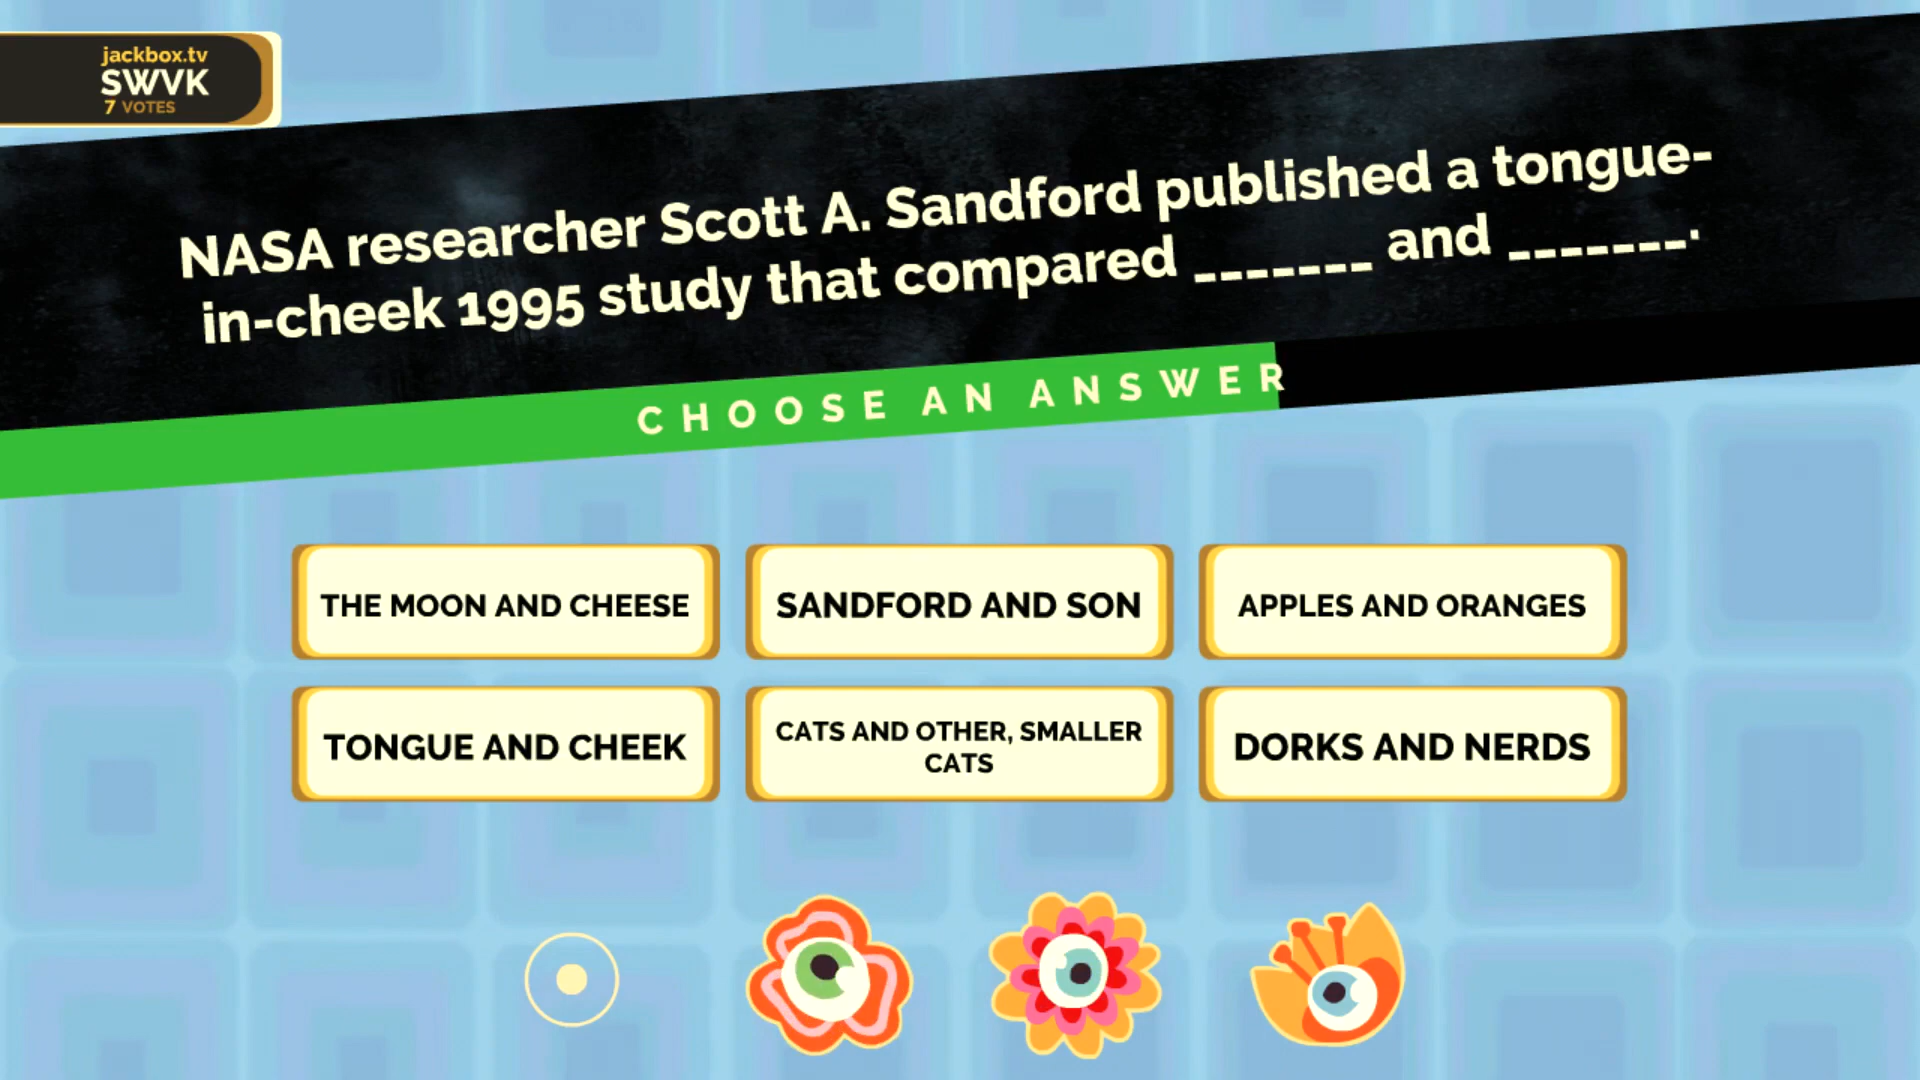 jackbox.tv
SWVK
7 VOTES
NASA researcher Scott A. Sandford published a tongue-
in-cheek 1995 study that compared _______ and _______.
CHOOSE AN ANSWER
THE MOON AND CHEESE
SANDFORD AND SON
APPLES AND ORANGES
TONGUE AND CHEEK
CATS AND OTHER, SMALLER
CATS
DORKS AND NERDS